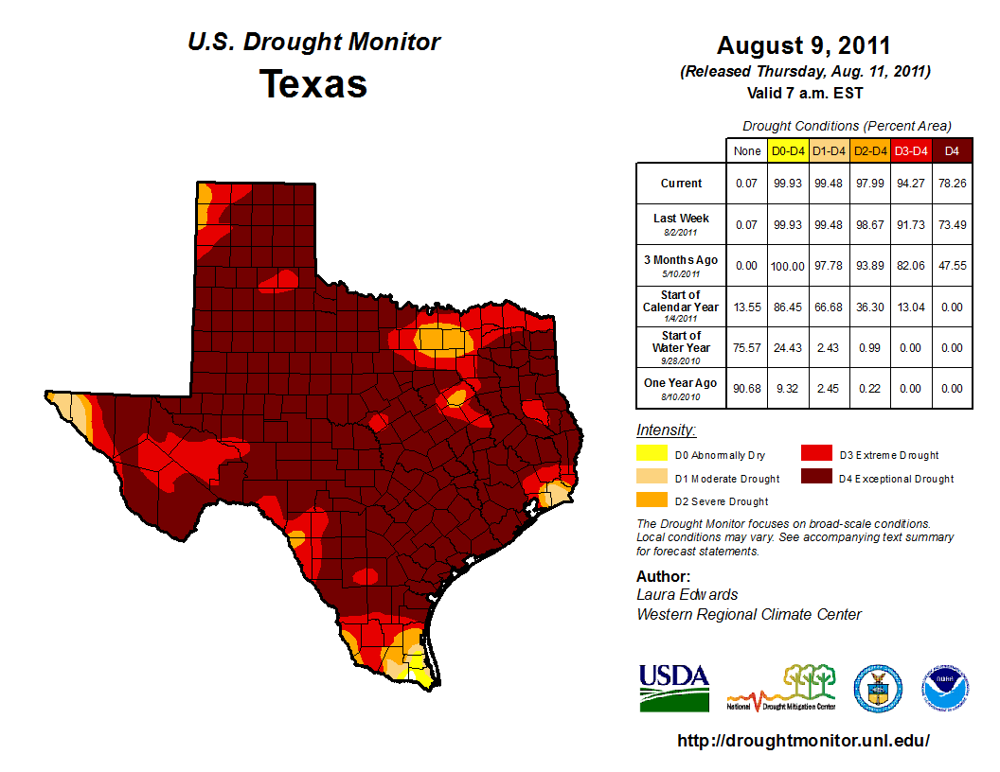 U.S. Drought Monitor
Texas
August 9, 2011
(Released Thursday, Aug. 11, 2011)
Valid 7 a.m. EST
Drought Conditions (Percent Area)
None D0-D4 D1-D4 D2-D4 D3-D4 D4
Current 0.07 99.93 99.48 97.99 94.27 78.26
Last Week
8/2/2011
0.07 99.93 99.48 98.67 91.73 73.49
3 Months Ago
5/10/2011
0.00 100.00 97.78 93.89 82.06 47.55
Start of
Calendar Year
1/4/2011
13.55 86.45 66.68 36.30 13.04 0.00
Start of
Water Year
9/28/2010
75.57 24.43 2.43 0.99 0.00 0.00
One Year Ago
8/10/2010
90.68 9.32 2.45 0.22 0.00 0.00
Intensity:
D0 Abnormally Dry
D1 Moderate Drought
D2 Severe Drought
D3 Extreme Drought
D4 Exceptional Drought
The Drought Monitor focuses on broad-scale conditions.
Local conditions may vary. See accompanying text summary
for forecast statements.
Author:
Laura Edwards
Western Regional Climate Center
USDA
National Drought Mitigation Center
NOAA
http://droughtmonitor.unl.edu/